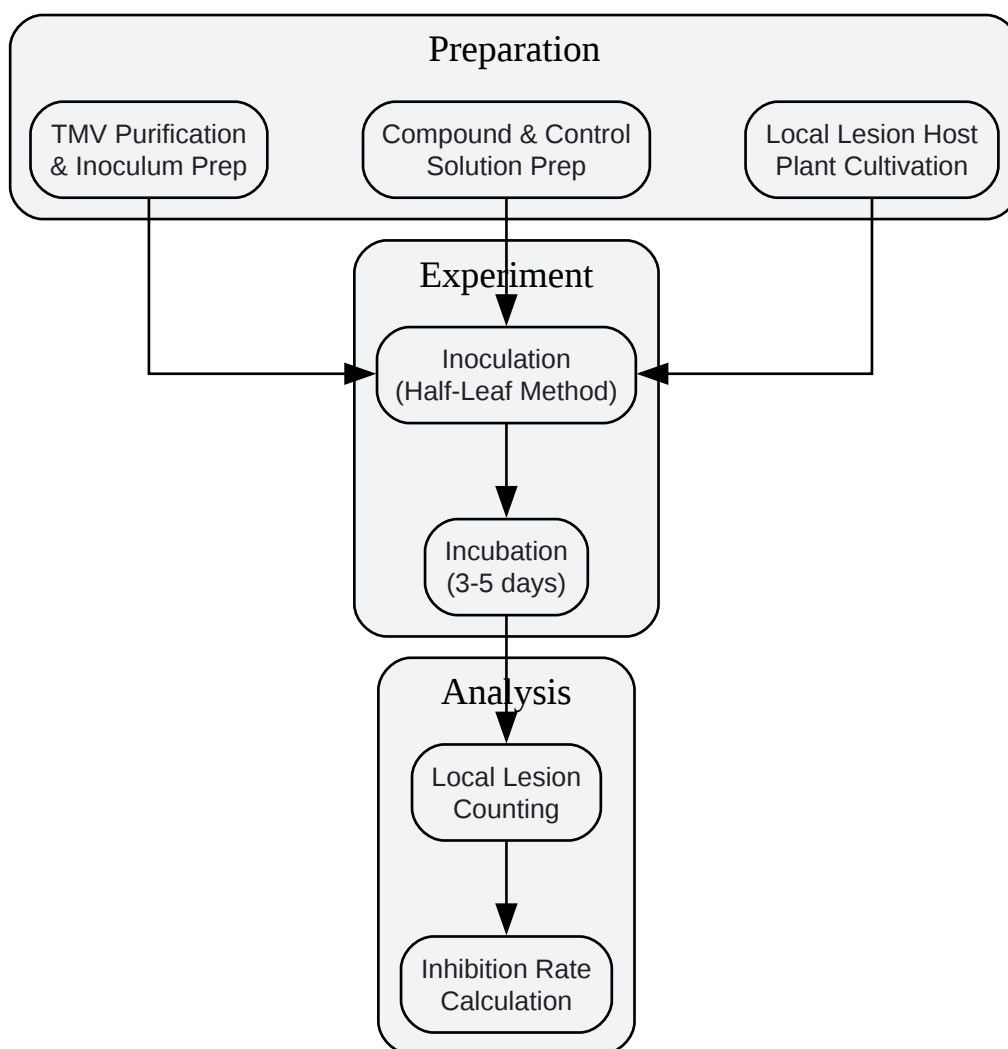 Preparation
TMV Purification
& Inoculum Prep
Compound & Control
Solution Prep
Local Lesion Host
Plant Cultivation
Experiment
Inoculation
(Half-Leaf Method)
Incubation
(3-5 days)
Analysis
Local Lesion
Counting
Inhibition Rate
Calculation